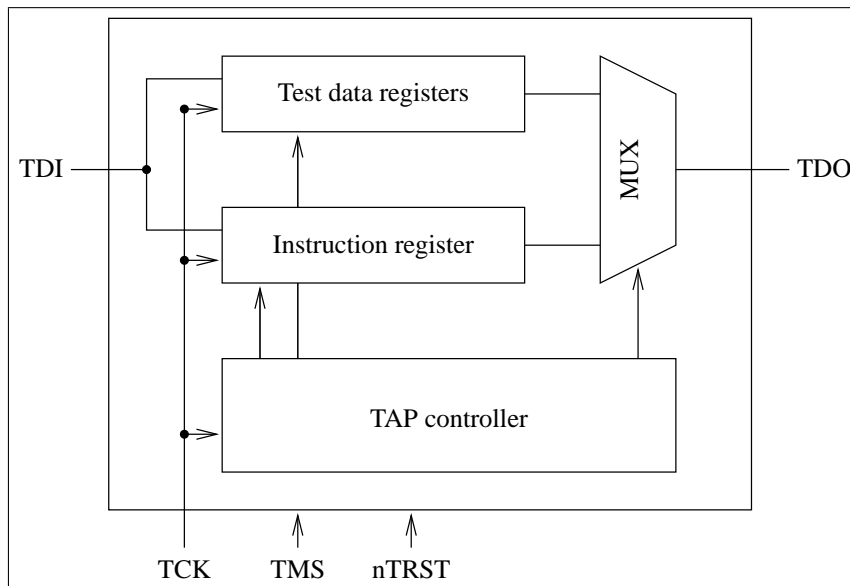 Test data registers
TDI
MUX
TDO
Instruction register
TAP controller
TCK
TMS
nTRST